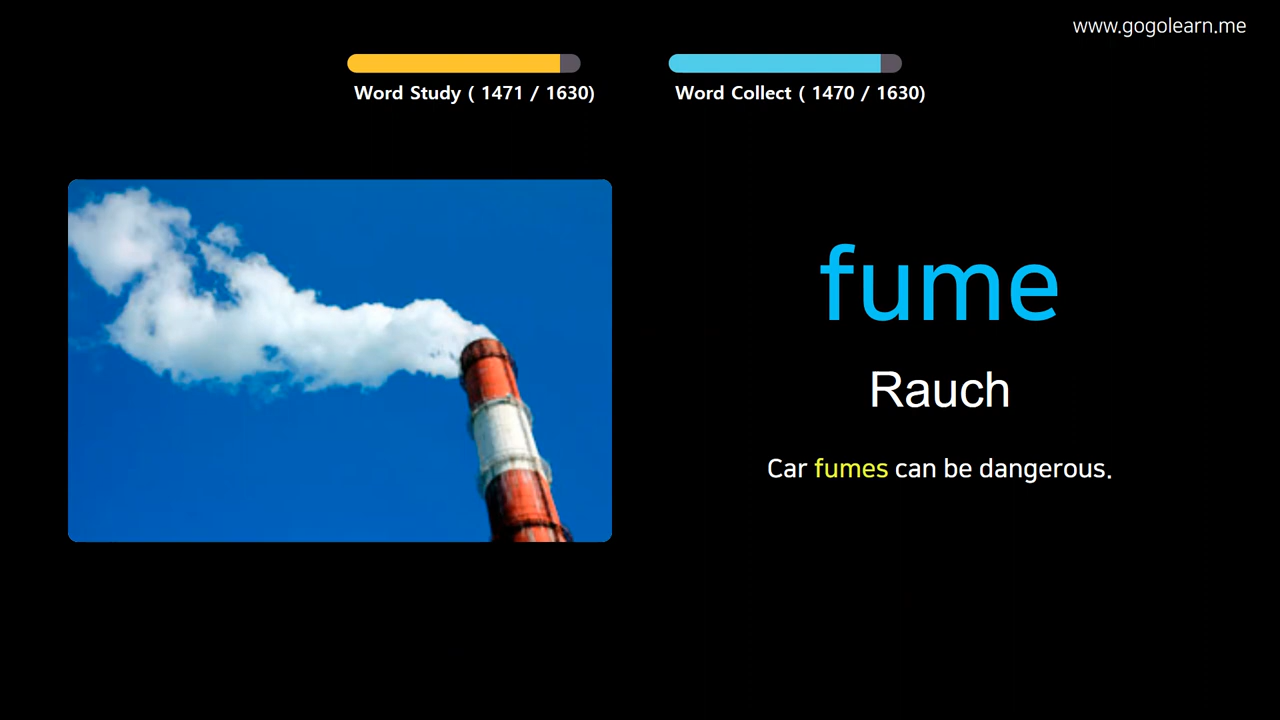 www.gogolearn.me
Word Study ( 1471 / 1630)
Word Collect ( 1470 / 1630)
fume
Rauch
Car fumes can be dangerous.